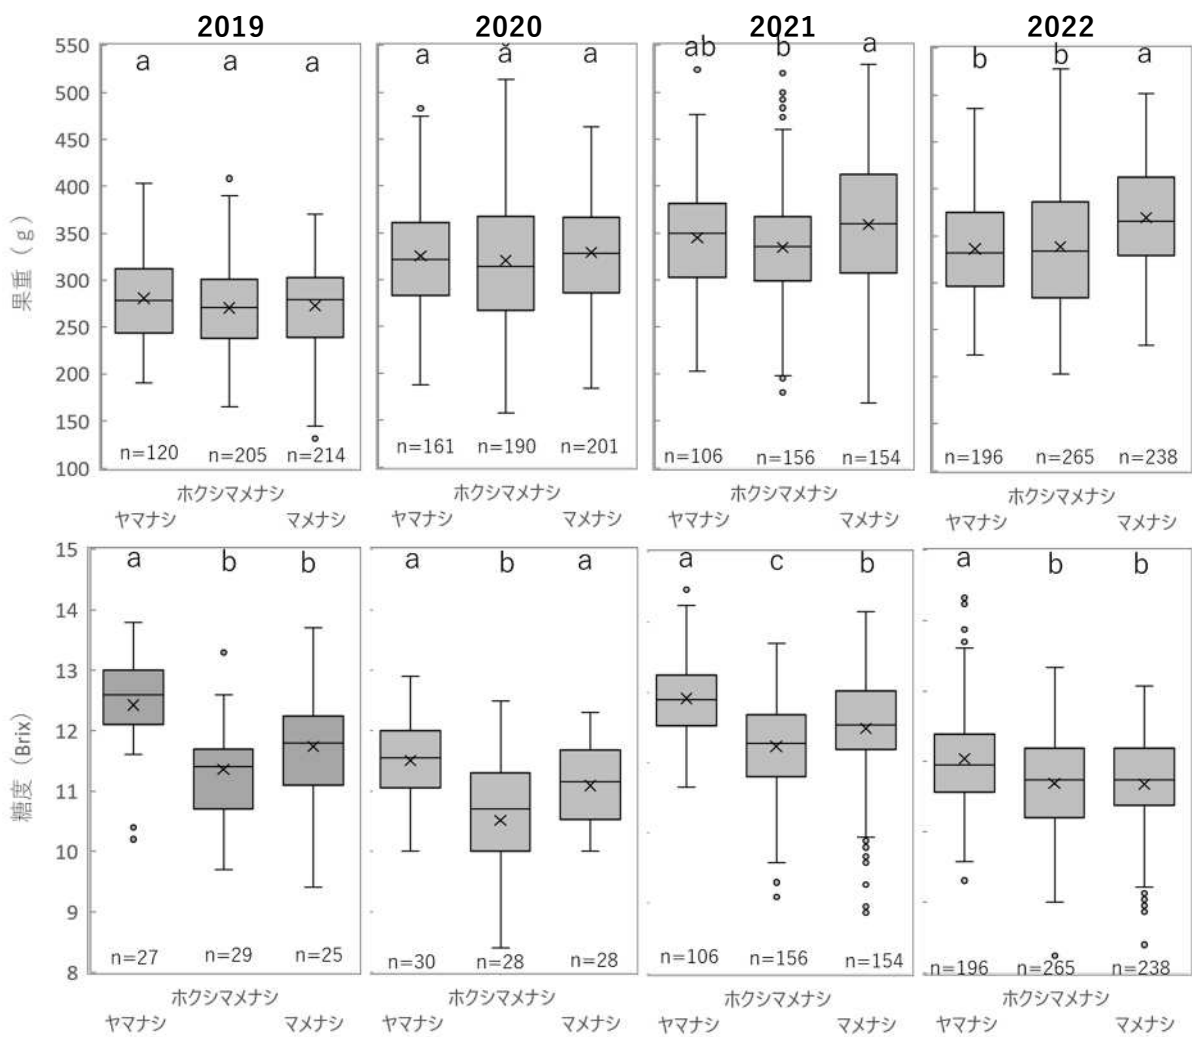 2019 2020 2021 2022
550 a a a a a a ab b a b b a
500
450
400
350
300
250
200
150
100
果重（g）
n=120 n=205 n=214 n=161 n=190 n=201 n=106 n=156 n=154 n=196 n=265 n=238
ホクシマメナシ ホクシマメナシ ホクシマメナシ ホクシマメナシ
ヤマナシ マメナシ ヤマナシ マメナシ ヤマナシ マメナシ ヤマナシ マメナシ
15 a b b a b a a c b a b b
14
13
12
11
10
9
8
糖度（Brix）
n=27 n=29 n=25 n=30 n=28 n=28 n=106 n=156 n=154 n=196 n=265 n=238
ホクシマメナシ ホクシマメナシ ホクシマメナシ ホクシマメナシ
ヤマナシ マメナシ ヤマナシ マメナシ ヤマナシ マメナシ ヤマナシ マメナシ